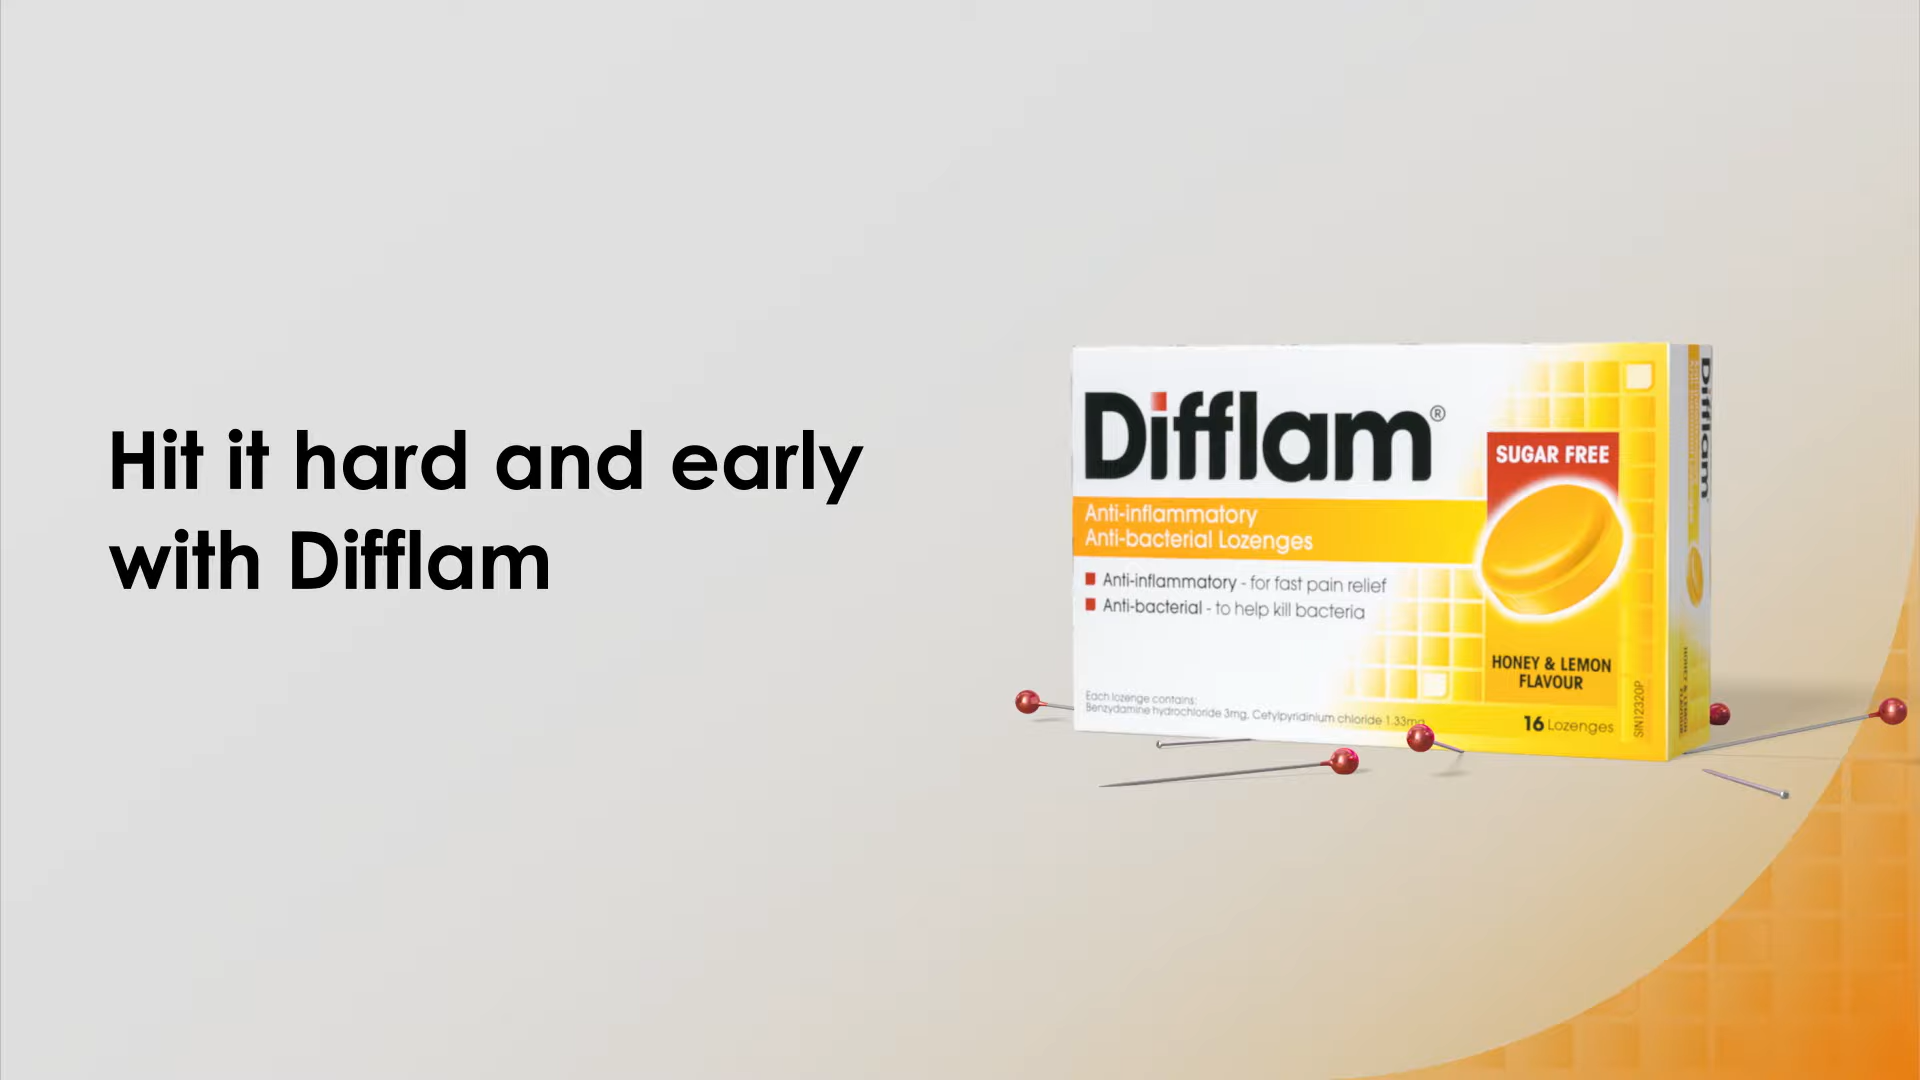 Hit it hard and early
with Difflam
Difflam®
Anti-inflammatory
Anti-bacterial Lozenges
Anti-inflammatory - for fast pain relief
Anti-bacterial - to help kill bacteria
Each lozenge contains:
Benzydamine hydrochloride 3mg, Cetylpyridinium chloride 1.33mg
SUGAR FREE
HONEY & LEMON
FLAVOUR
16 Lozenges
SIN12320P
Difflam